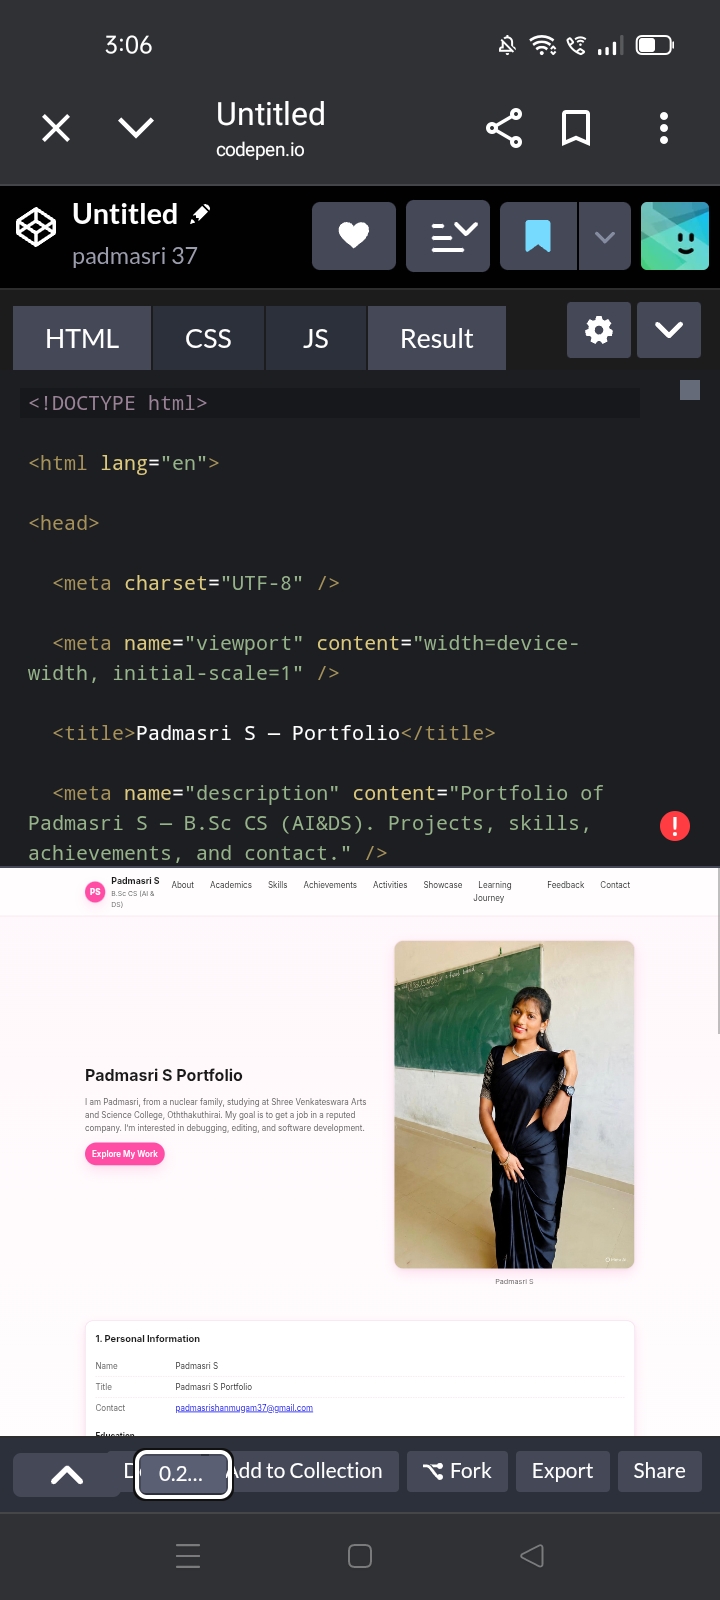 3:06
Untitled
codepen.io
Untitled
padmasri 37
HTML CSS JS Result
<!DOCTYPE html>
<html lang="en">
<head>
<meta charset="UTF-8" />
<meta name="viewport" content="width=device-
width, initial-scale=1" />
<title>Padmasri S – Portfolio</title>
<meta name="description" content="Portfolio of
Padmasri S – B.Sc CS (AI&DS). Projects, skills,
achievements, and contact." />
PS
Padmasri S
B.Sc CS (AI &
DS)
About Academics Skills Achievements Activities Showcase Learning
Journey
Feedback Contact
Padmasri S Portfolio
I am Padmasri, from a nuclear family, studying at Shree Venkateswara Arts
and Science College, Oththakuthirai. My goal is to get a job in a reputed
company. I'm interested in debugging, editing, and software development.
Explore My Work
Padmasri S
1. Personal Information
Name Padmasri S
Title Padmasri S Portfolio
Contact padmasrishanmugam37@gmail.com
Education
0.2... Add to Collection Fork Export Share